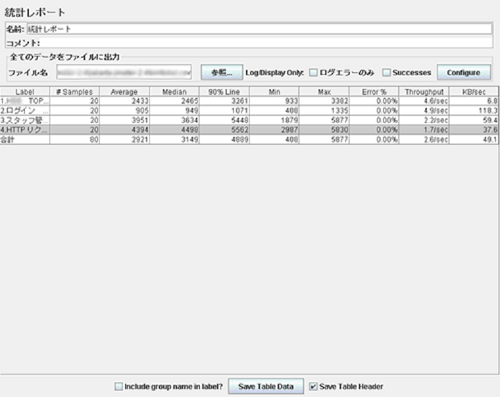 統計レポート
名前: 統計レポート
コメント:
全てのデータをファイルに出力
ファイル名 参照... Log/Display Only: ログエラーのみ Successes Configure
Label # Samples Average Median 90% Line Min Max Error % Throughput KB/sec
1. TOP... 20 2433 2465 3261 933 3382 0.00% 4.6/sec 6.8
2.ログイン ... 20 905 949 1071 408 1335 0.00% 4.9/sec 118.3
3.スタッフ管... 20 3951 3634 5448 1879 5877 0.00% 2.2/sec 59.4
4.HTTP リク... 20 4394 4498 5562 2987 5830 0.00% 1.7/sec 37.6
合計 80 2921 3149 4889 408 5877 0.00% 2.6/sec 49.1
Include group name in label? Save Table Data Save Table Header